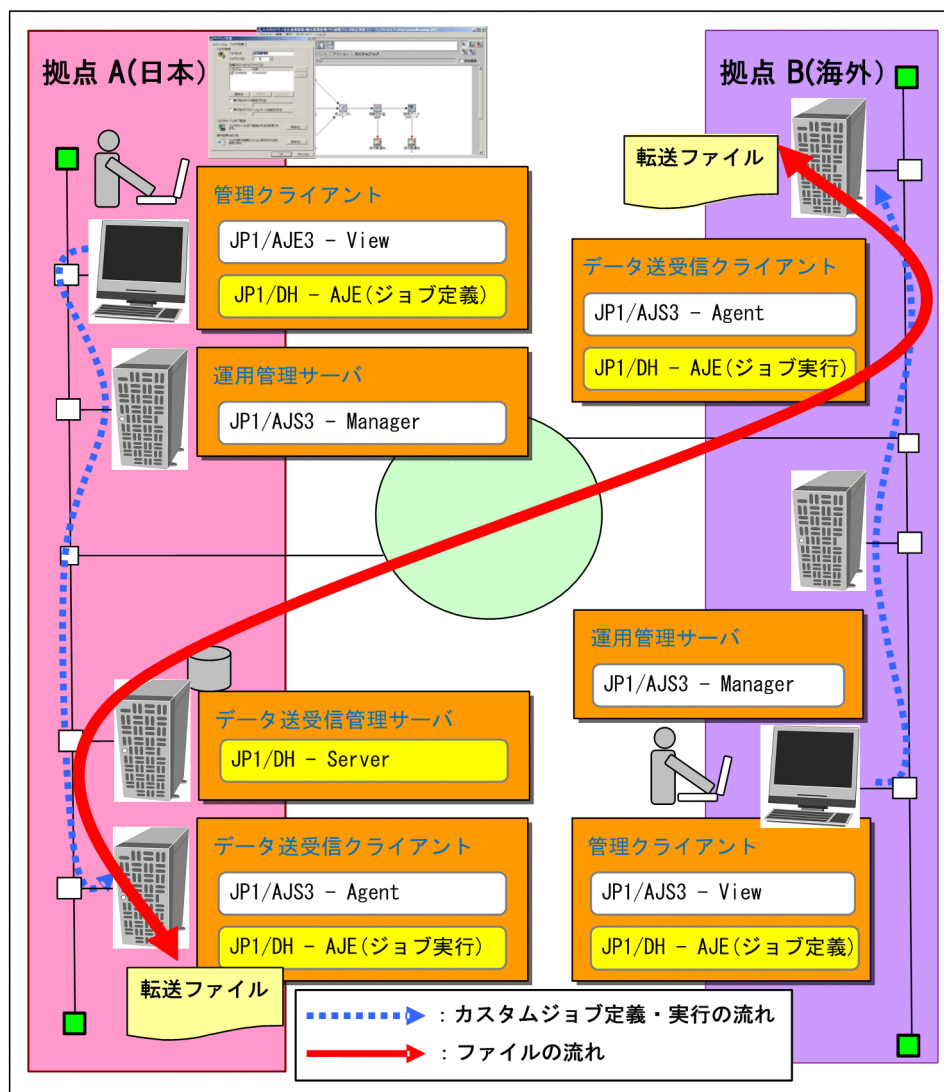 拠点 A(日本)
管理クライアント
JP1/AJE3 − View
JP1/DH − AJE(ジョブ定義)
運用管理サーバ
JP1/AJS3 − Manager
データ送受信管理サーバ
JP1/DH − Server
データ送受信クライアント
JP1/AJS3 − Agent
JP1/DH − AJE(ジョブ実行)
転送ファイル
拠点 B(海外)
転送ファイル
データ送受信クライアント
JP1/AJS3 − Agent
JP1/DH − AJE(ジョブ実行)
運用管理サーバ
JP1/AJS3 − Manager
管理クライアント
JP1/AJS3 − View
JP1/DH − AJE(ジョブ定義)
：カスタムジョブ定義・実行の流れ
：ファイルの流れ